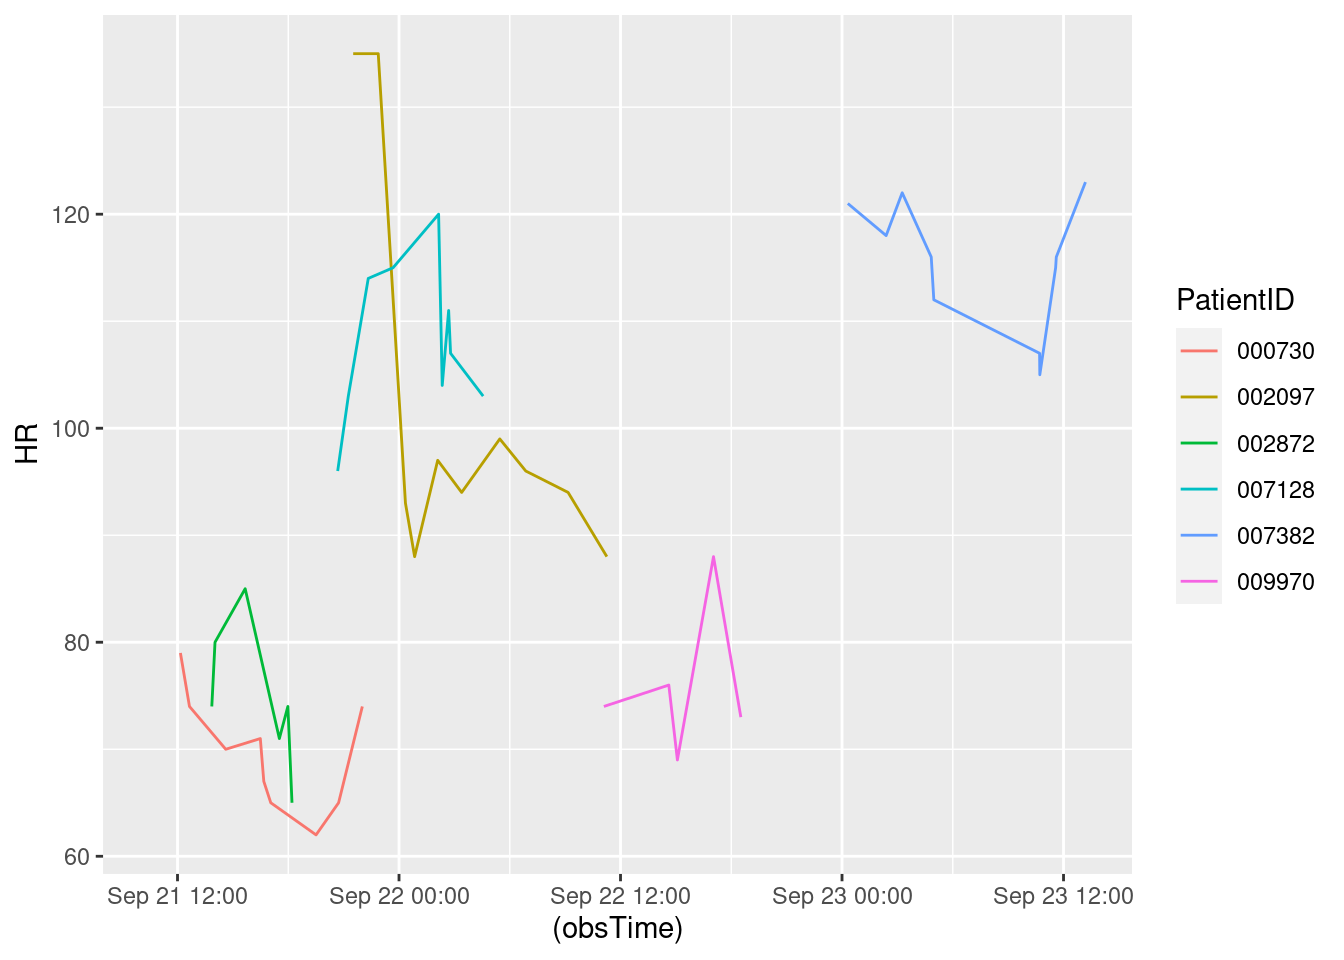 HR
120
100
80
60
Sep 21 12:00
Sep 22 00:00
Sep 22 12:00
Sep 23 00:00
Sep 23 12:00
(obsTime)
PatientID
000730
002097
002872
007128
007382
009970